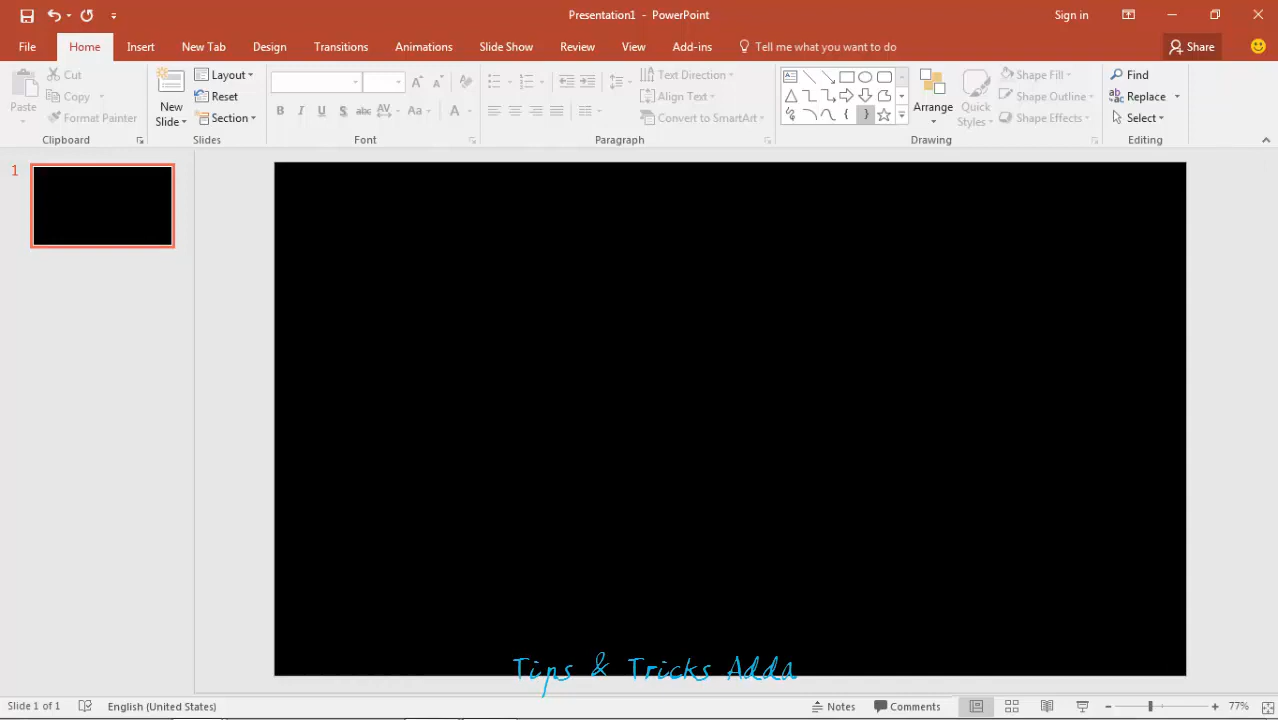 Presentation1 - PowerPoint
Sign in
File Home Insert New Tab Design Transitions Animations Slide Show Review View Add-ins Tell me what you want to do Share
Paste
Cut
Copy
Format Painter
Clipboard
New Slide
Layout
Reset
Section
Slides
B I U S abc AV Aa A
Font
Text Direction
Align Text
Convert to SmartArt
Paragraph
Arrange
Quick Styles
Shape Fill
Shape Outline
Shape Effects
Drawing
Find
Replace
Select
Editing
1
Tips & Tricks Adda
Slide 1 of 1 English (United States) Notes Comments 77%